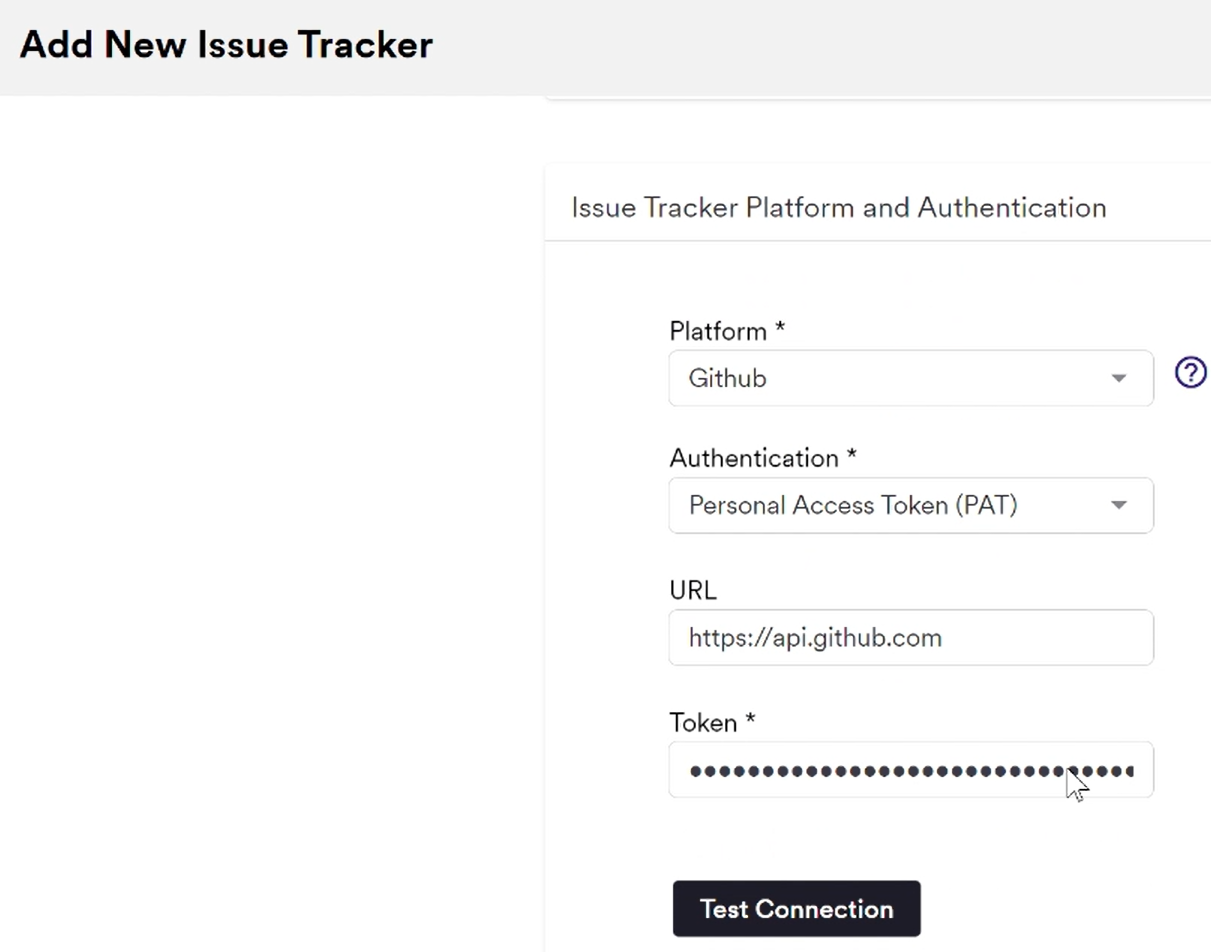 Add New Issue Tracker
Issue Tracker Platform and Authentication
Platform *
Github
?
Authentication *
Personal Access Token (PAT)
URL
https://api.github.com
Token *
Test Connection